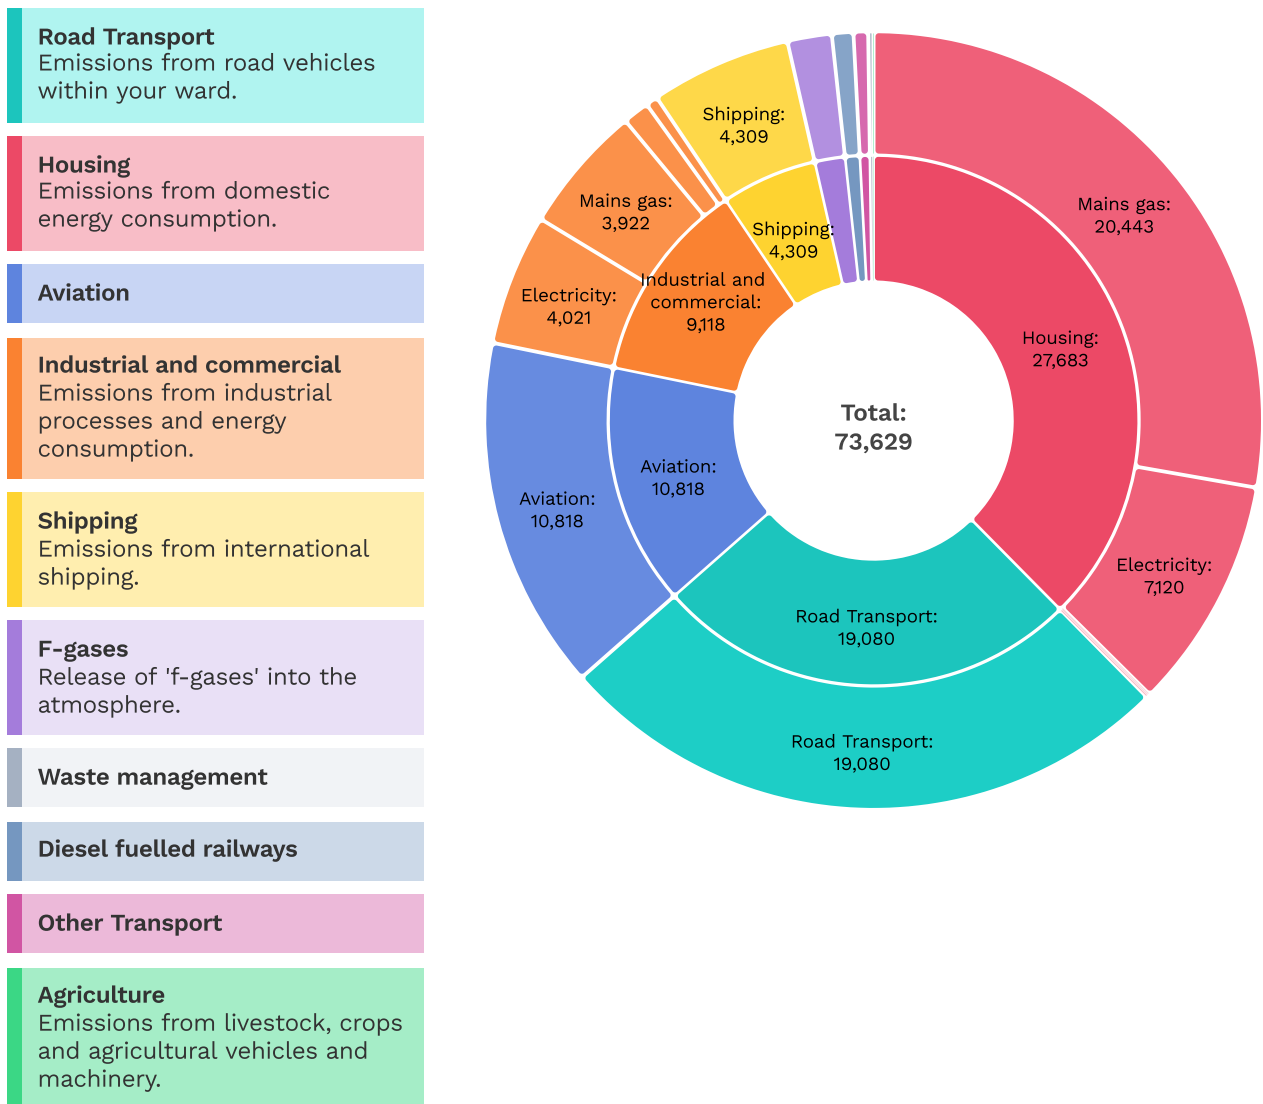 Road Transport
Emissions from road vehicles
within your ward.
Housing
Emissions from domestic
energy consumption.
Aviation
Industrial and commercial
Emissions from industrial
processes and energy
consumption.
Shipping
Emissions from international
shipping.
F-gases
Release of 'f-gases' into the
atmosphere.
Waste management
Diesel fuelled railways
Other Transport
Agriculture
Emissions from livestock, crops
and agricultural vehicles and
machinery.
Shipping:
4,309
Mains gas:
3,922
Mains gas:
20,443
Shipping:
4,309
Industrial and
commercial:
9,118
Electricity:
4,021
Housing:
27,683
Total:
73,629
Aviation:
10,818
Aviation:
10,818
Electricity:
7,120
Road Transport:
19,080
Road Transport:
19,080